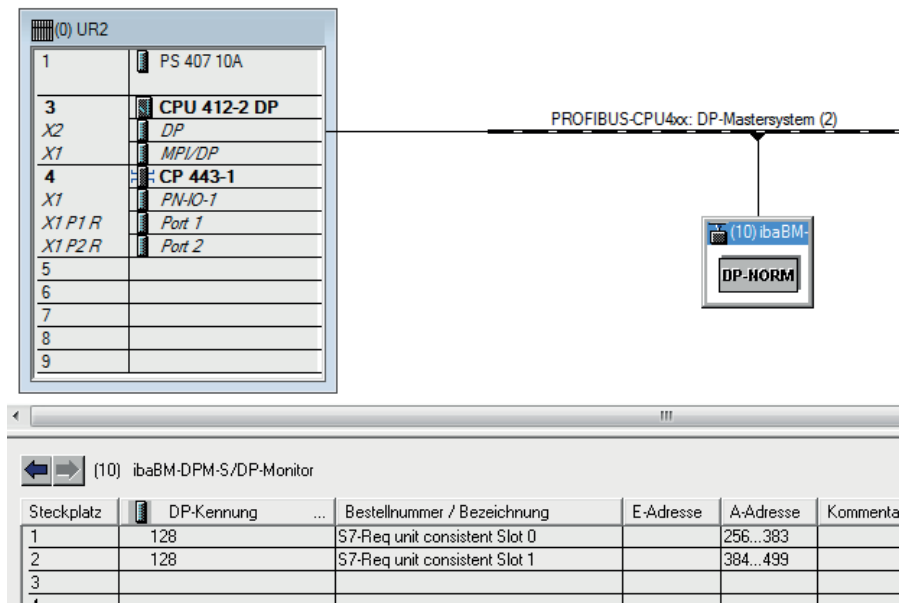 (0) UR2
1 PS 407 10A
3 CPU 412-2 DP
X2 DP
X1 MPI/DP
4 CP 443-1
X1 PN-IO-1
X1 P1 R Port 1
X1 P2 R Port 2
5
6
7
8
9
PROFIBUS-CPU4xx: DP-Mastersystem (2)
(10) ibaBM-
DP-NORM
(10) ibaBM-DPM-S/DP-Monitor
Steckplatz DP-Kennung ... Bestellnummer / Bezeichnung E-Adresse A-Adresse Kommenta
1 128 S7-Req unit consistent Slot 0 256...383
2 128 S7-Req unit consistent Slot 1 384...499
3
4